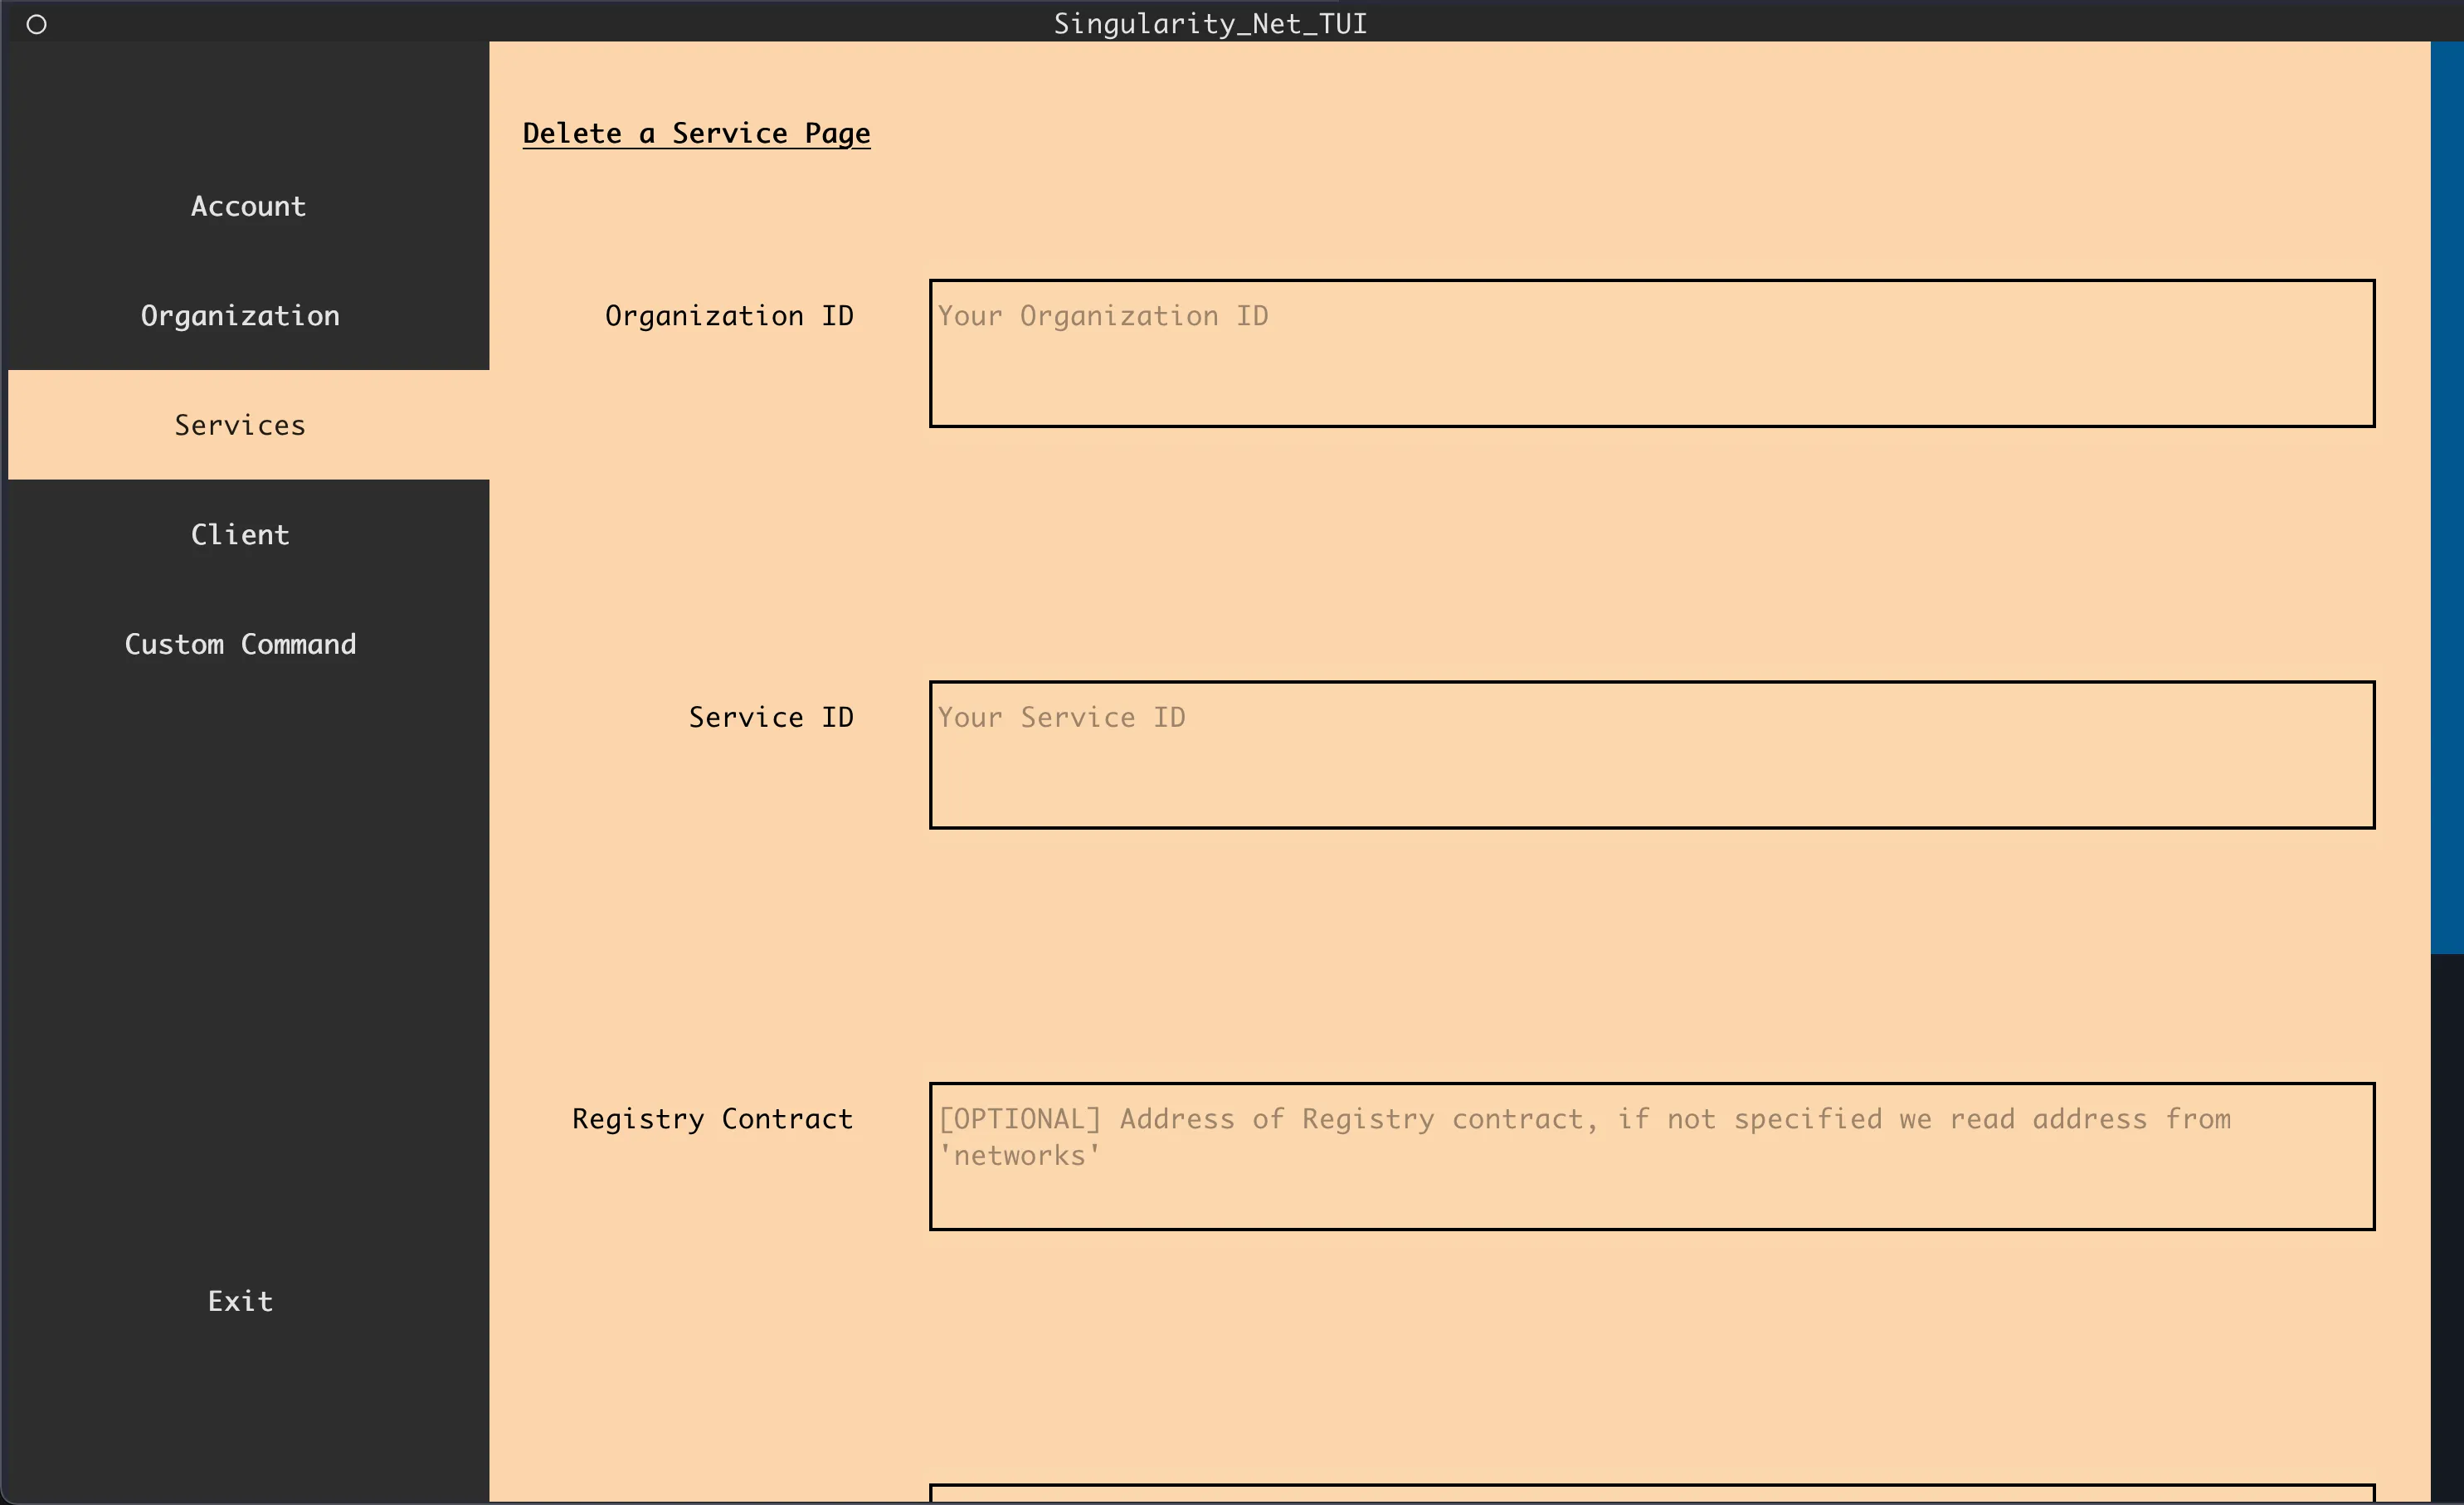 Singularity_Net_TUI
Account
Organization
Services
Client
Custom Command
Exit
Delete a Service Page
Organization ID
Your Organization ID
Service ID
Your Service ID
Registry Contract
[OPTIONAL] Address of Registry contract, if not specified we read address from
'networks'